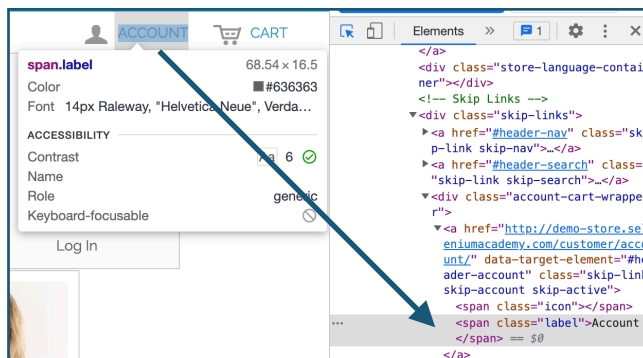 ACCOUNT CART
span.label 68.54 × 16.5
Color #636363
Font 14px Raleway, "Helvetica Neue", Verda...
ACCESSIBILITY
Contrast Aa 6
Name
Role generic
Keyboard-focusable
Log In
Elements » 1
</a>
<div class="store-language-contai
ner"></div>
<!-- Skip Links -->
▼<div class="skip-links">
▶<a href="#header-nav" class="sk
p-link skip-nav">…</a>
▶<a href="#header-search" class=
"skip-link skip-search">…</a>
▼<div class="account-cart-wrappe
r">
▼<a href="http://demo-store.se
eniumacademy.com/customer/acco
unt/" data-target-element="#he
ader-account" class="skip-link
skip-account skip-active">
<span class="icon"></span>
<span class="label">Account
</span> == $0
</a>